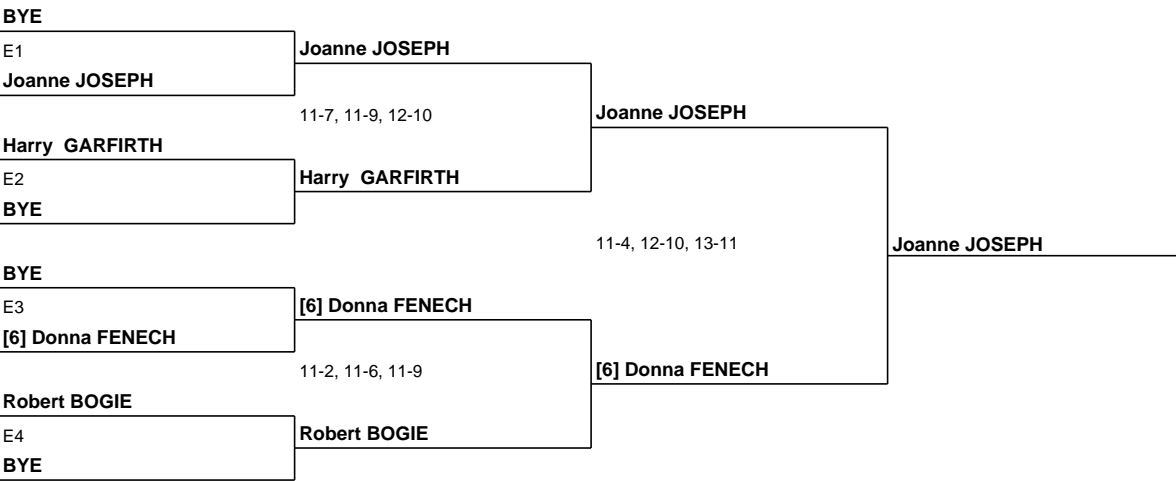 BYE
E1
Joanne JOSEPH
Joanne JOSEPH
11-7, 11-9, 12-10
Joanne JOSEPH
Harry  GARFIRTH
E2
Harry  GARFIRTH
BYE
11-4, 12-10, 13-11
Joanne JOSEPH
BYE
E3
[6] Donna FENECH
[6] Donna FENECH
11-2, 11-6, 11-9
[6] Donna FENECH
Robert BOGIE
E4
Robert BOGIE
BYE